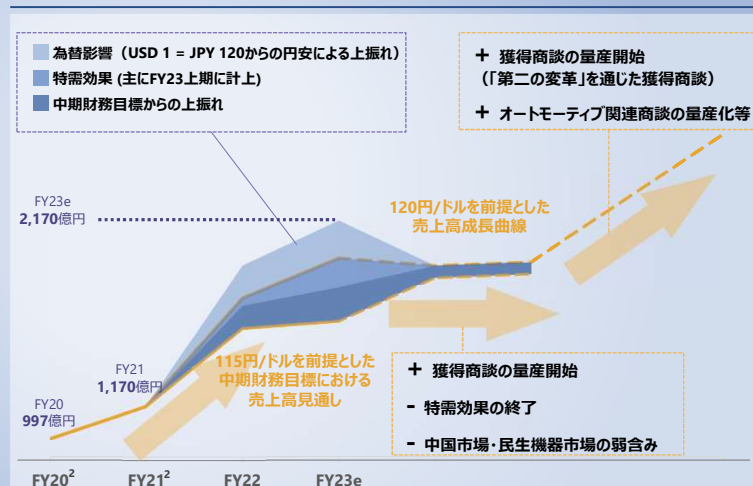 為替影響（USD 1 = JPY 120からの円安による上振れ）
特需効果 (主にFY23上期に計上)
中期財務目標からの上振れ
+ 獲得商談の量産開始
（「第二の変革」を通じた獲得商談）
+ オートモーティブ関連商談の量産化等
FY23e
2,170億円
120円/ドルを前提とした
売上高成長曲線
FY21
1,170億円
115円/ドルを前提とした
中期財務目標における
売上高見通し
FY20
997億円
+ 獲得商談の量産開始
- 特需効果の終了
- 中国市場・民生機器市場の弱含み
FY20²
FY21²
FY22
FY23e